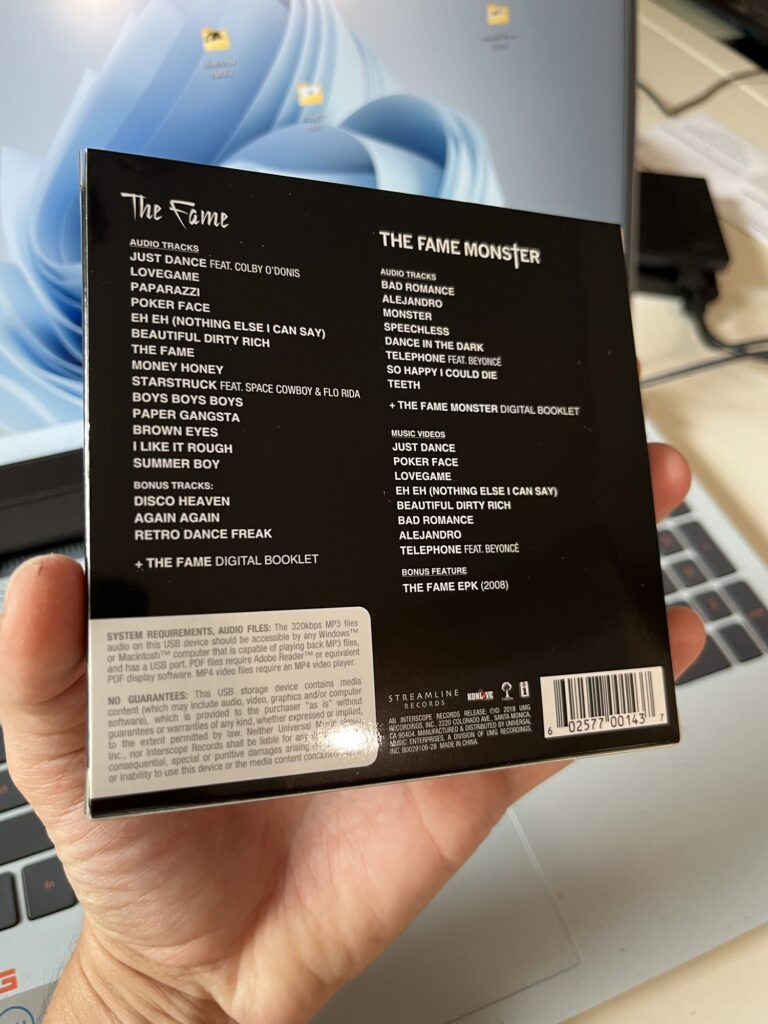 The Fame
AUDIO TRACKS
JUST DANCE FEAT. COLBY O'DONIS
LOVEGAME
PAPARAZZI
POKER FACE
EH EH (NOTHING ELSE I CAN SAY)
BEAUTIFUL DIRTY RICH
THE FAME
MONEY HONEY
STARSTRUCK FEAT. SPACE COWBOY & FLO RIDA
BOYS BOYS BOYS
PAPER GANGSTA
BROWN EYES
I LIKE IT ROUGH
SUMMER BOY
BONUS TRACKS:
DISCO HEAVEN
AGAIN AGAIN
RETRO DANCE FREAK
+ THE FAME DIGITAL BOOKLET
THE FAME MONSTER
AUDIO TRACKS
BAD ROMANCE
ALEJANDRO
MONSTER
SPEECHLESS
DANCE IN THE DARK
TELEPHONE FEAT. BEYONCÉ
SO HAPPY I COULD DIE
TEETH
+ THE FAME MONSTER DIGITAL BOOKLET
MUSIC VIDEOS
JUST DANCE
POKER FACE
LOVEGAME
EH EH (NOTHING ELSE I CAN SAY)
BEAUTIFUL DIRTY RICH
BAD ROMANCE
ALEJANDRO
TELEPHONE FEAT. BEYONCÉ
BONUS FEATURE
THE FAME EPK (2008)
SYSTEM REQUIREMENTS, AUDIO FILES: The 320kbps MP3 files
audio on this USB device should be accessible by any Windows™
or Macintosh™ computer that is capable of playing back MP3 files,
and has a USB port. PDF files require Adobe Reader™ or equivalent
PDF display software. MP4 video files require an MP4 video player.
NO GUARANTEES: This USB storage device contains media
content (which may include audio, video, graphics and/or computer
software), which is provided to the purchaser "as is" without
guarantees or warranties of any kind, whether expressed or implied,
to the extent permitted by law. Neither Universal Music
Inc., nor Interscope Records shall be liable for any
consequential, special or punitive damages arising
or inability to use this device or the media content
STREAMLINE
RECORDS
KONLIVE
AN INTERSCOPE RECORDS RELEASE; ℗© 2018 UMG
RECORDINGS, INC., 2220 COLORADO AVE., SANTA MONICA,
CA 90404. MANUFACTURED & DISTRIBUTED BY UNIVERSAL
MUSIC ENTERPRISES, A DIVISION OF UMG RECORDINGS,
INC. B0029106-28 MADE IN CHINA.
6 02577 00143 7